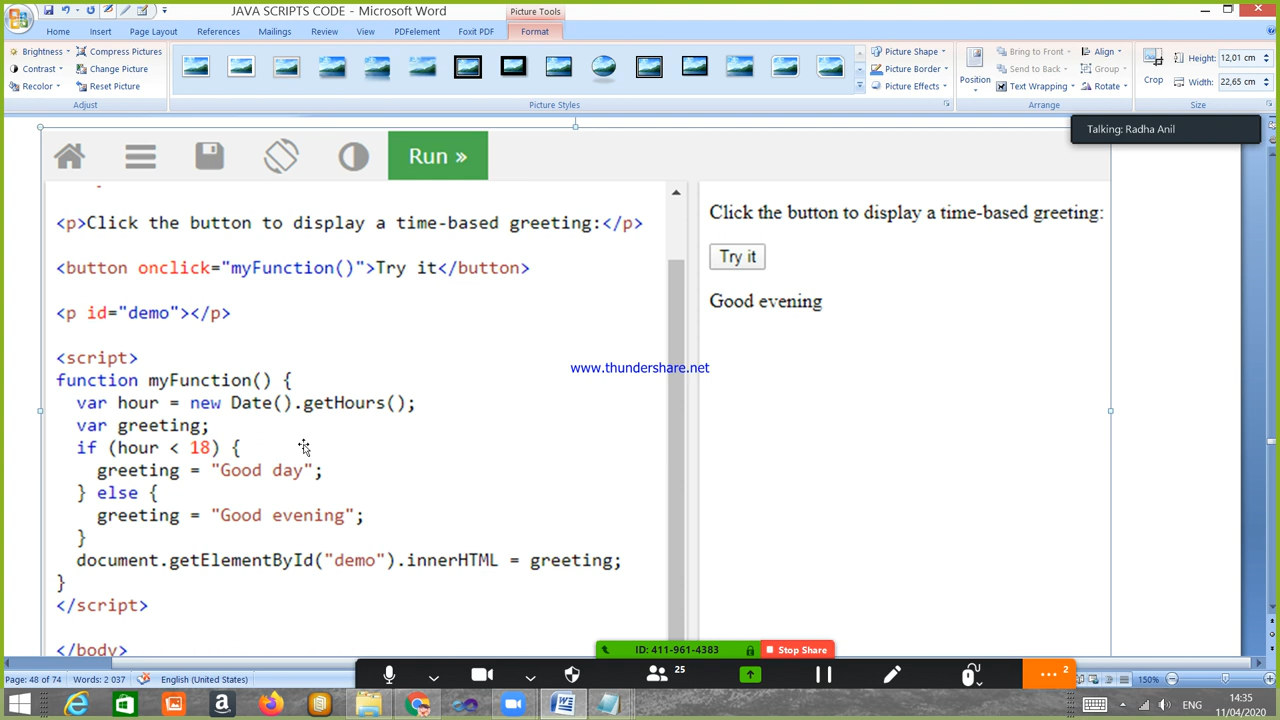 JAVA SCRIPTS CODE - Microsoft Word
Picture Tools
Home Insert Page Layout References Mailings Review View PDFelement Foxit PDF Format
Brightness Compress Pictures Picture Shape Bring to Front Align Height: 12,01 cm
Contrast Change Picture Picture Border Send to Back Group
Recolor Reset Picture Picture Effects Position Text Wrapping Rotate Crop Width: 22,65 cm
Adjust Picture Styles Arrange Size
Talking: Radha Anil
Run »
<p>Click the button to display a time-based greeting:</p>
<button onclick="myFunction()">Try it</button>
<p id="demo"></p>
<script>
function myFunction() {
var hour = new Date().getHours();
var greeting;
if (hour < 18) {
greeting = "Good day";
} else {
greeting = "Good evening";
}
document.getElementById("demo").innerHTML = greeting;
}
</script>
</body>
Click the button to display a time-based greeting:
Try it
Good evening
www.thundershare.net
ID: 411-961-4383 Stop Share
25
2
Page: 48 of 74 Words: 2 037 English (United States) 150%
ENG 14:35
11/04/2020